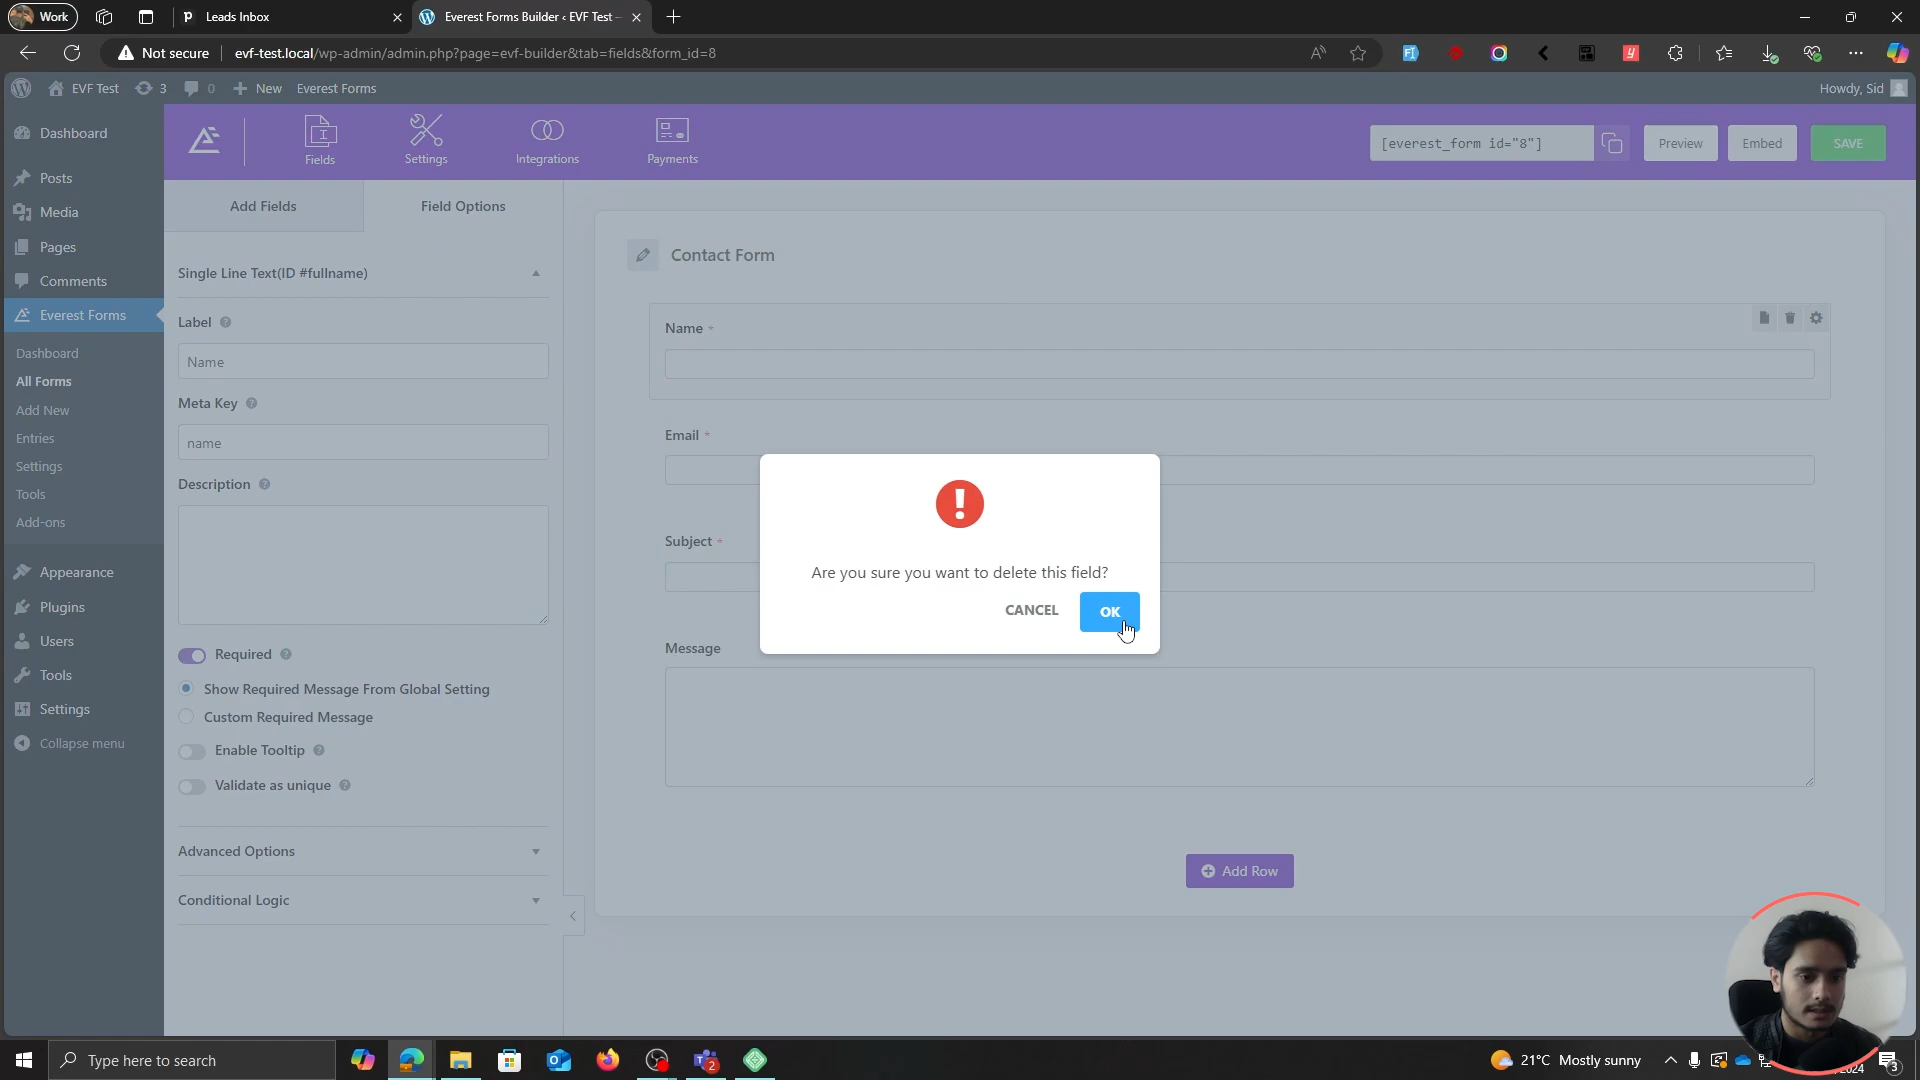 Work
Leads Inbox
Everest Forms Builder ‹ EVF Test –
Not secure
evf-test.local/wp-admin/admin.php?page=evf-builder&tab=fields&form_id=8
EVF Test
3
0
New
Everest Forms
Howdy, Sid
Dashboard
Posts
Media
Pages
Comments
Everest Forms
Dashboard
All Forms
Add New
Entries
Settings
Tools
Add-ons
Appearance
Plugins
Users
Tools
Settings
Collapse menu
Fields
Settings
Integrations
Payments
[everest_form id="8"]
Preview
Embed
SAVE
Add Fields
Field Options
Single Line Text(ID #fullname)
Label
Name
Meta Key
name
Description
Required
Show Required Message From Global Setting
Custom Required Message
Enable Tooltip
Validate as unique
Advanced Options
Conditional Logic
Contact Form
Name *
Email *
Subject *
Message
Are you sure you want to delete this field?
CANCEL
OK
Add Row
Type here to search
2
21°C Mostly sunny
3